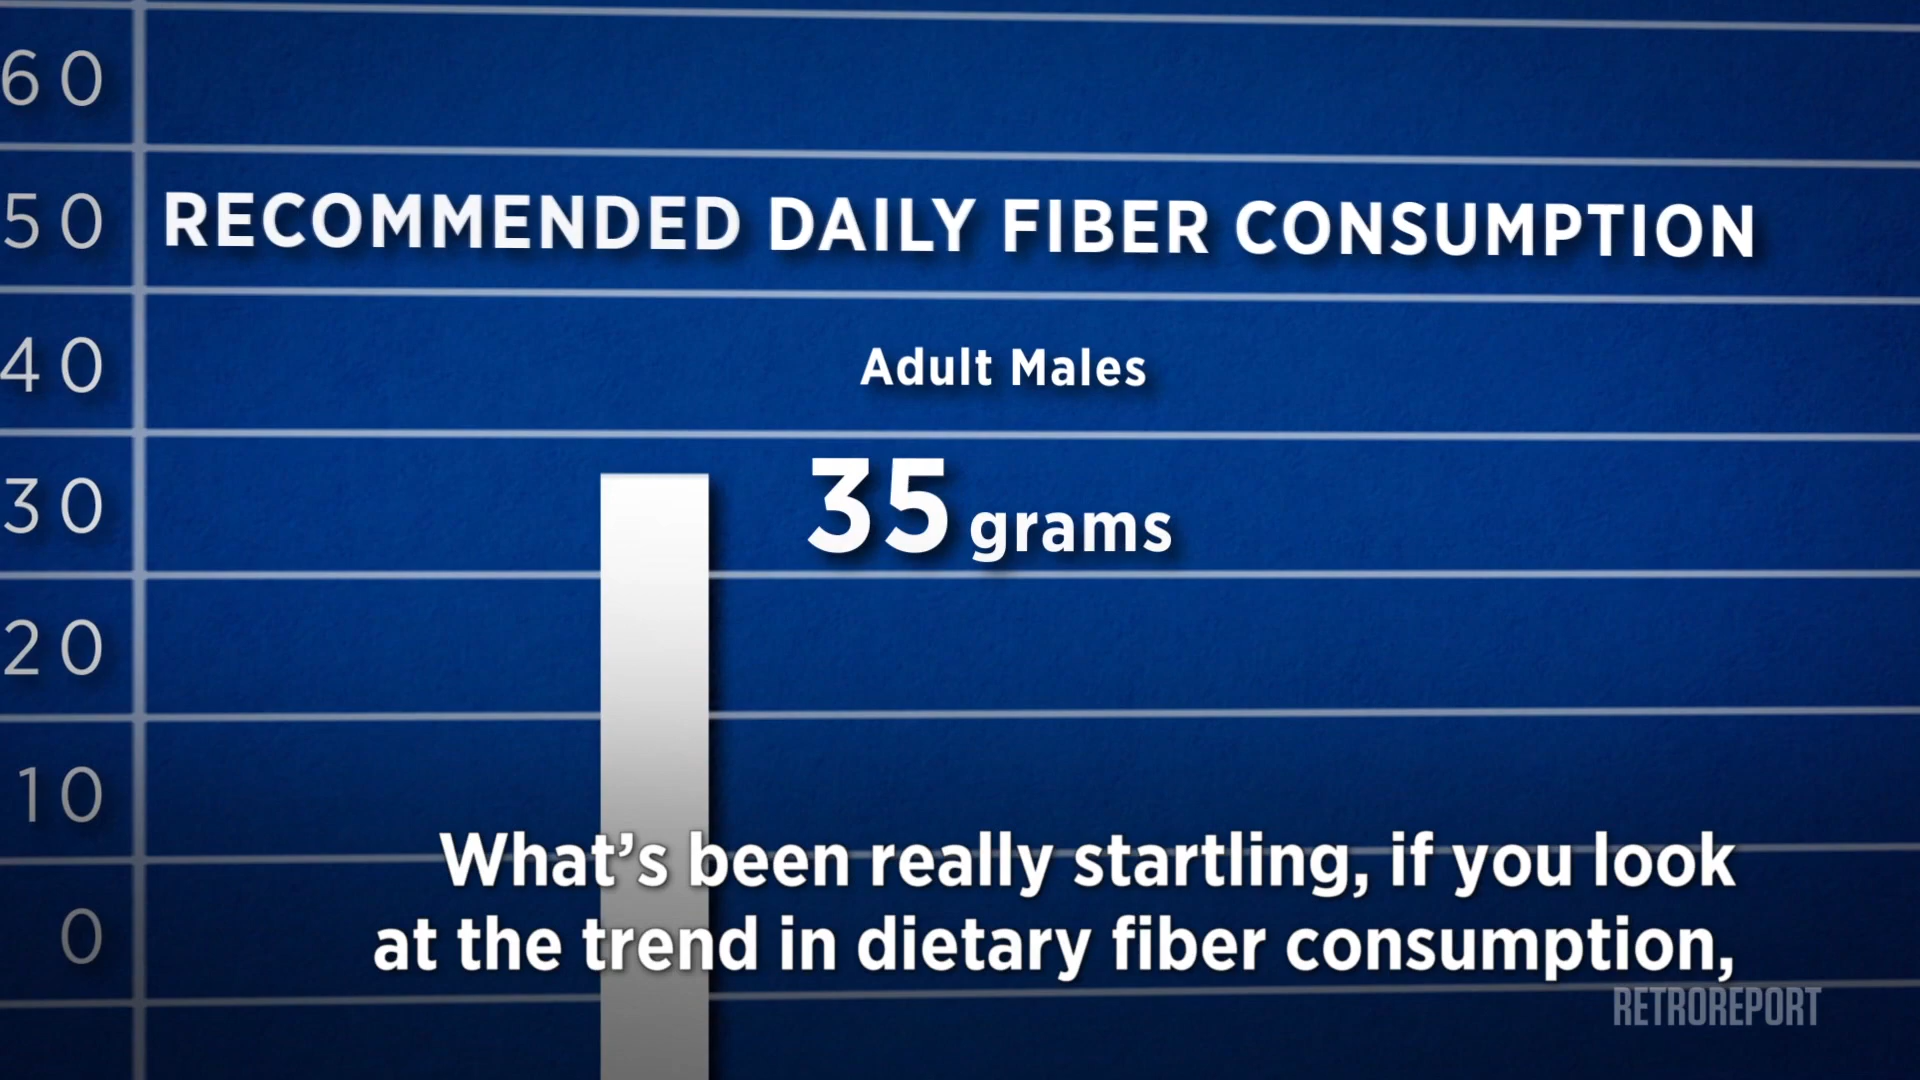 60
50
RECOMMENDED DAILY FIBER CONSUMPTION
40
Adult Males
30
35 grams
20
10
What's been really startling, if you look
0
at the trend in dietary fiber consumption,
RETROREPORT